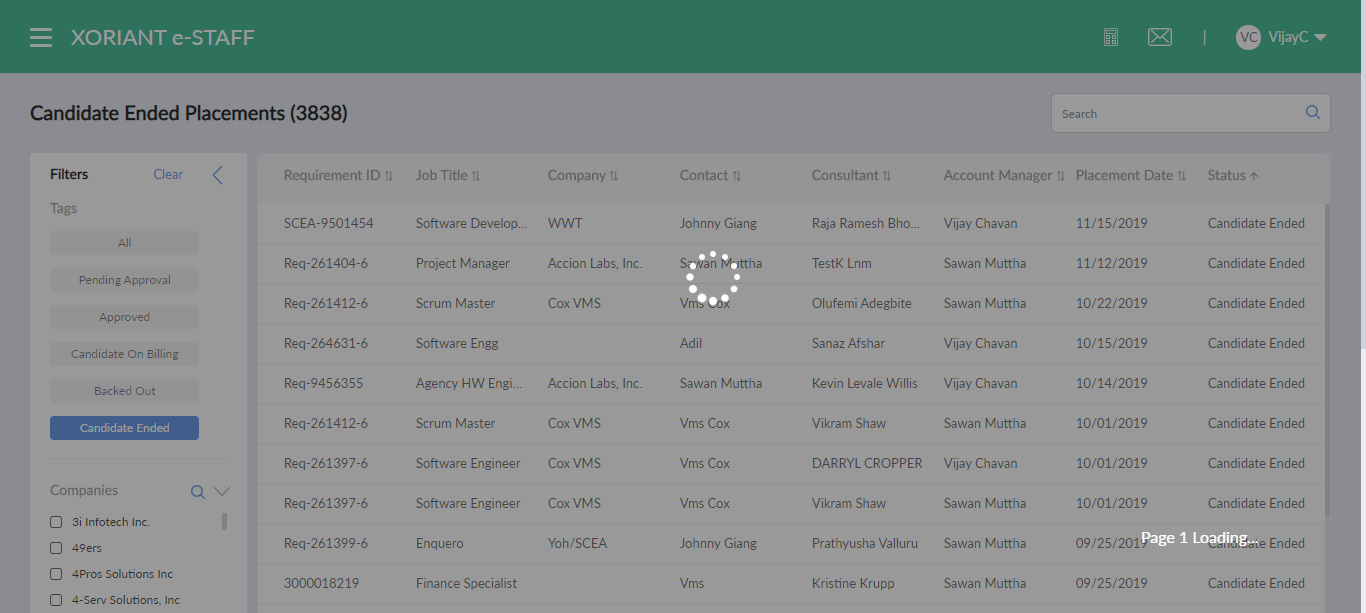 XORIANT e-STAFF
|
VC VijayC
Candidate Ended Placements (3838)
Search
Filters Clear
Tags
All
Pending Approval
Approved
Candidate On Billing
Backed Out
Candidate Ended
Companies
3i Infotech Inc.
49ers
4Pros Solutions Inc
4-Serv Solutions, Inc
Requirement ID Job Title Company Contact Consultant Account Manager Placement Date Status
SCEA-9501454 Software Develop... WWT Johnny Giang Raja Ramesh Bho... Vijay Chavan 11/15/2019 Candidate Ended
Req-261404-6 Project Manager Accion Labs, Inc. Sawan Muttha TestK Lnm Sawan Muttha 11/12/2019 Candidate Ended
Req-261412-6 Scrum Master Cox VMS Vms Cox Olufemi Adegbite Sawan Muttha 10/22/2019 Candidate Ended
Req-264631-6 Software Engg Adil Sanaz Afshar Vijay Chavan 10/15/2019 Candidate Ended
Req-9456355 Agency HW Engi... Accion Labs, Inc. Sawan Muttha Kevin Levale Willis Vijay Chavan 10/14/2019 Candidate Ended
Req-261412-6 Scrum Master Cox VMS Vms Cox Vikram Shaw Sawan Muttha 10/01/2019 Candidate Ended
Req-261397-6 Software Engineer Cox VMS Vms Cox DARRYL CROPPER Vijay Chavan 10/01/2019 Candidate Ended
Req-261397-6 Software Engineer Cox VMS Vms Cox Vikram Shaw Sawan Muttha 10/01/2019 Candidate Ended
Page 1 Loading...
Req-261399-6 Enquero Yoh/SCEA Johnny Giang Prathyusha Valluru Sawan Muttha 09/25/2019 Candidate Ended
3000018219 Finance Specialist Vms Kristine Krupp Sawan Muttha 09/25/2019 Candidate Ended